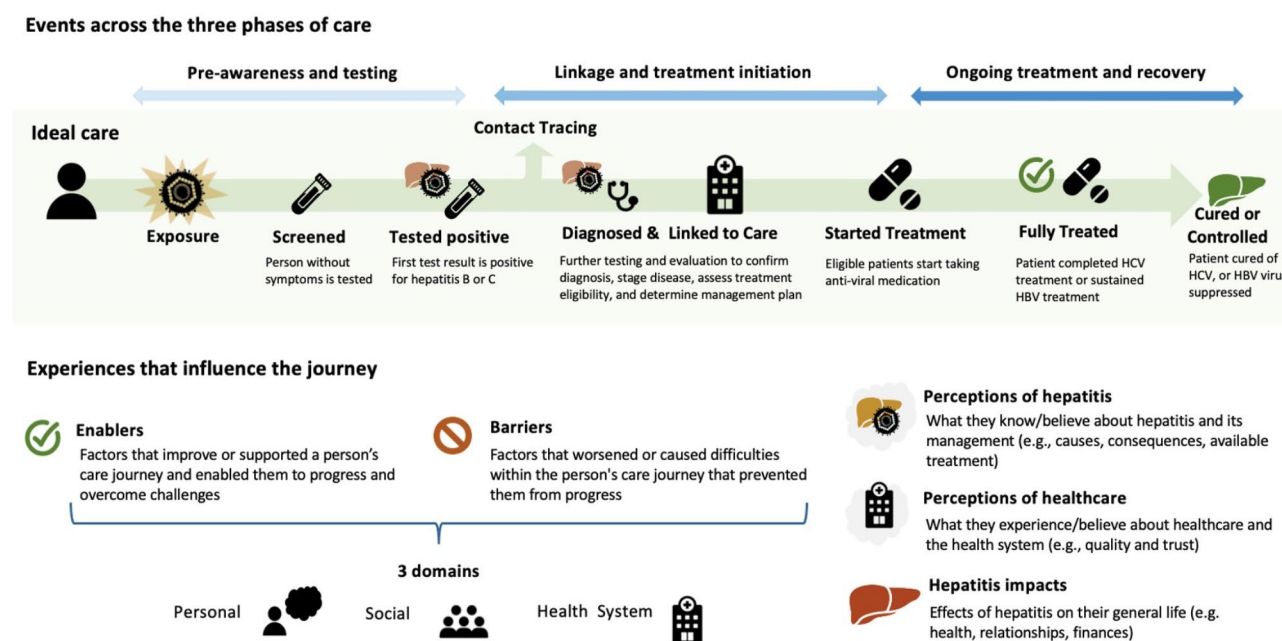 Events across the three phases of care
Pre-awareness and testing
Linkage and treatment initiation
Ongoing treatment and recovery
Ideal care
Contact Tracing
Exposure
Screened
Person without
symptoms is tested
Tested positive
First test result is positive
for hepatitis B or C
Diagnosed & Linked to Care
Further testing and evaluation to confirm
diagnosis, stage disease, assess treatment
eligibility, and determine management plan
Started Treatment
Eligible patients start taking
anti-viral medication
Fully Treated
Patient completed HCV
treatment or sustained
HBV treatment
Cured or
Controlled
Patient cured of
HCV, or HBV viru
suppressed
Experiences that influence the journey
Enablers
Factors that improve or supported a person's
care journey and enabled them to progress and
overcome challenges
Barriers
Factors that worsened or caused difficulties
within the person's care journey that prevented
them from progress
3 domains
Personal
Social
Health System
Perceptions of hepatitis
What they know/believe about hepatitis and its
management (e.g., causes, consequences, available
treatment)
Perceptions of healthcare
What they experience/believe about healthcare and
the health system (e.g., quality and trust)
Hepatitis impacts
Effects of hepatitis on their general life (e.g.
health, relationships, finances)